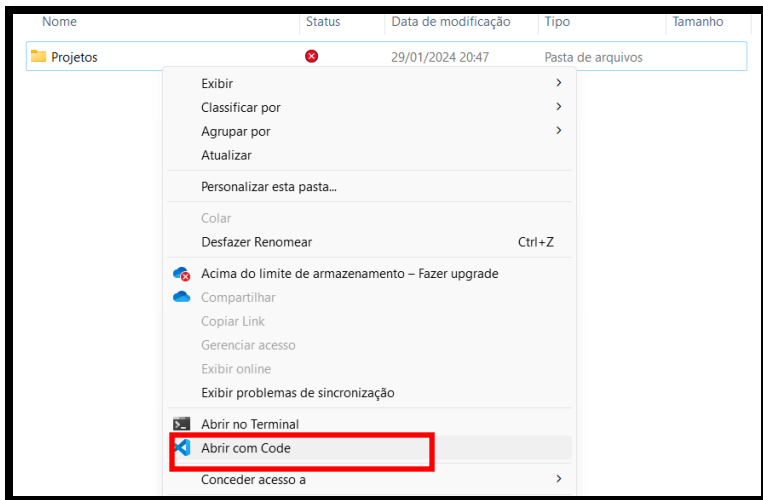 Nome Status Data de modificação Tipo Tamanho
Projetos 29/01/2024 20:47 Pasta de arquivos
Exibir
Classificar por
Agrupar por
Atualizar
Personalizar esta pasta...
Colar
Desfazer Renomear Ctrl+Z
Acima do limite de armazenamento – Fazer upgrade
Compartilhar
Copiar Link
Gerenciar acesso
Exibir online
Exibir problemas de sincronização
Abrir no Terminal
Abrir com Code
Conceder acesso a